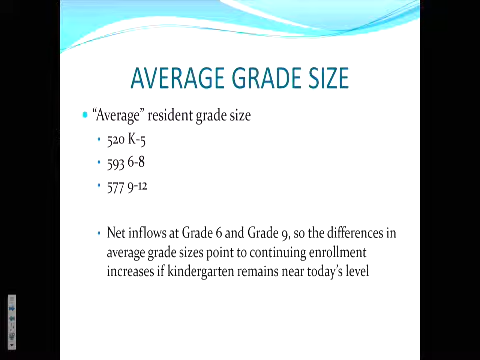 AVERAGE GRADE SIZE
“Average” resident grade size
520 K-5
593 6-8
577 9-12
Net inflows at Grade 6 and Grade 9, so the differences in
average grade sizes point to continuing enrollment
increases if kindergarten remains near today’s level